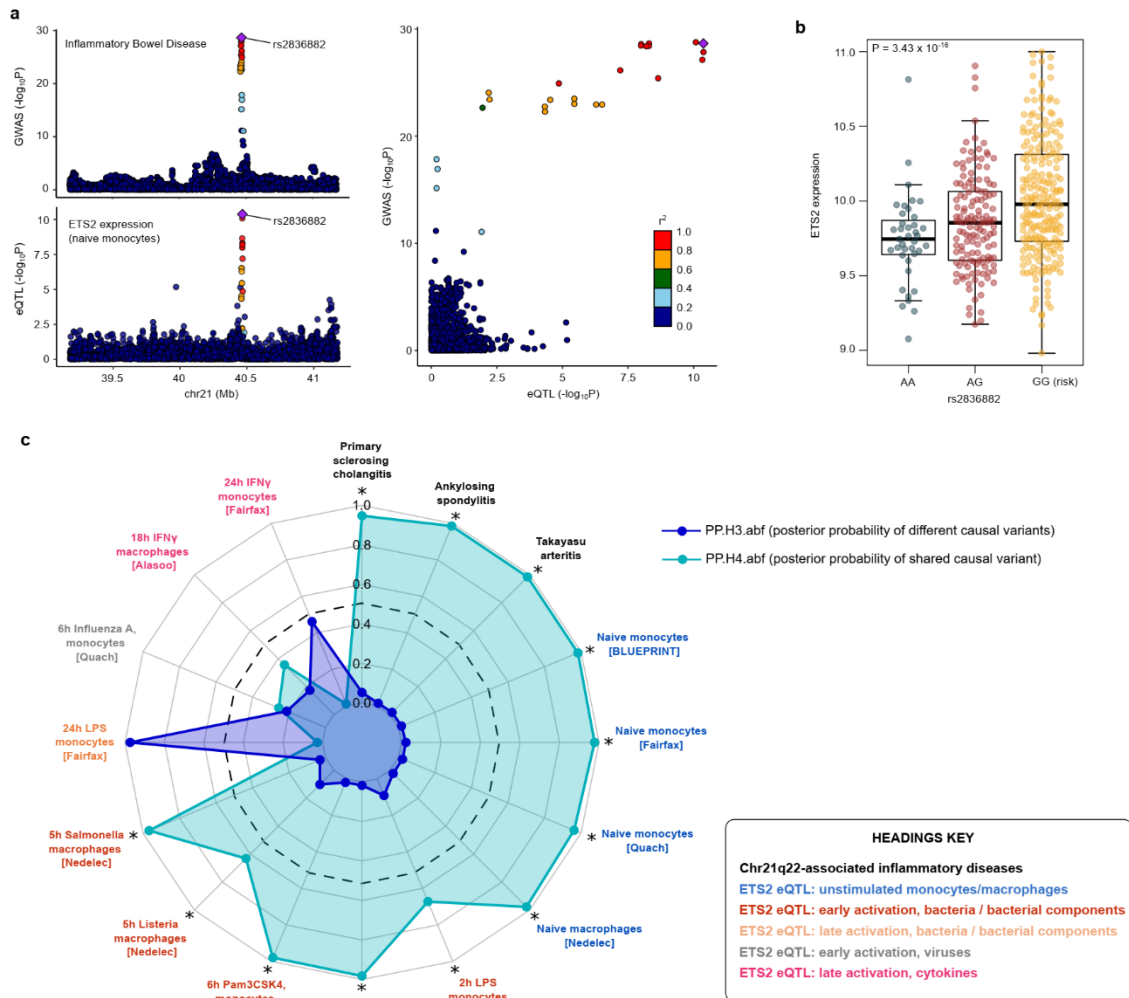 a
30
20
10
0
GWAS (-log10P)
Inflammatory Bowel Disease
rs2836882
10
7.5
5
2.5
0
eQTL (-log10P)
ETS2 expression
(naive monocytes)
rs2836882
39.5
40
40.5
41
chr21 (Mb)
30
20
10
0
GWAS (-log10P)
0
2.5
5
7.5
10
eQTL (-log10P)
r2
1.0
0.8
0.6
0.4
0.2
0.0
b
P = 3.43 x 10-16
11.0
10.5
10.0
9.5
9.0
ETS2 expression
AA
AG
GG (risk)
rs2836882
c
Primary
sclerosing
cholangitis
*
Ankylosing
spondylitis
*
Takayasu
arteritis
*
Naive monocytes
[BLUEPRINT]
*
Naive monocytes
[Fairfax]
*
Naive monocytes
[Quach]
*
Naive macrophages
[Nedelec]
*
2h LPS
monocytes
*
*
6h Pam3CSK4,
monocytes
*
5h Listeria
macrophages
[Nedelec]
*
5h Salmonella
macrophages
[Nedelec]
*
24h LPS
monocytes
[Fairfax]
6h Influenza A,
monocytes
[Quach]
18h IFNγ
macrophages
[Alasoo]
24h IFNγ
monocytes
[Fairfax]
1.0
0.8
0.6
0.4
0.2
0.0
PP.H3.abf (posterior probability of different causal variants)
PP.H4.abf (posterior probability of shared causal variant)
HEADINGS KEY
Chr21q22-associated inflammatory diseases
ETS2 eQTL: unstimulated monocytes/macrophages
ETS2 eQTL: early activation, bacteria / bacterial components
ETS2 eQTL: late activation, bacteria / bacterial components
ETS2 eQTL: early activation, viruses
ETS2 eQTL: late activation, cytokines